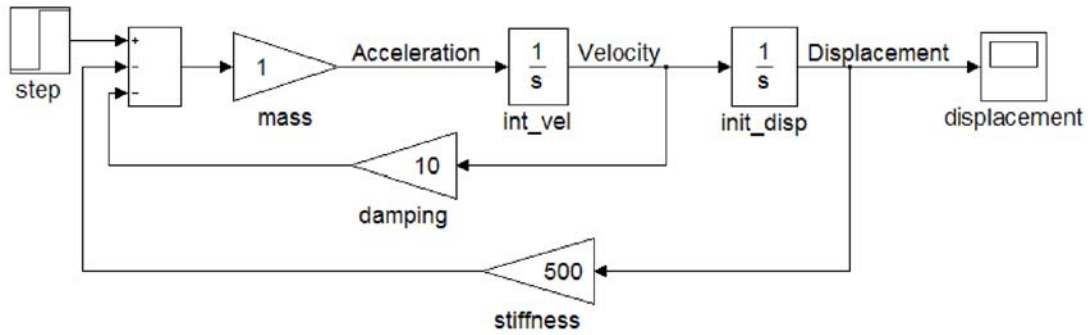 step
+
−
−
1
mass
Acceleration
1
s
int_vel
Velocity
1
s
init_disp
Displacement
displacement
10
damping
500
stiffness